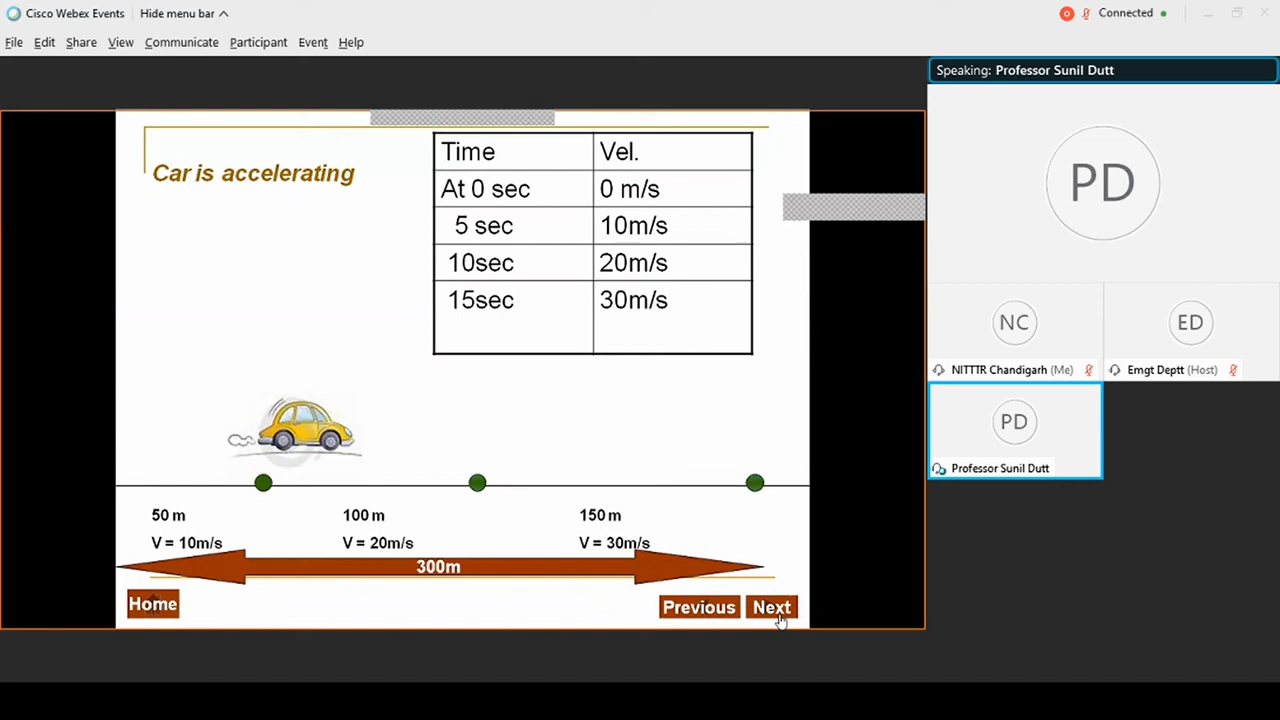 Cisco Webex Events
Hide menu bar
Connected
File Edit Share View Communicate Participant Event Help
Speaking: Professor Sunil Dutt
PD
NC
NITTTR Chandigarh (Me)
ED
Emgt Deptt (Host)
PD
Professor Sunil Dutt
Car is accelerating
Time Vel.
At 0 sec 0 m/s
5 sec 10m/s
10sec 20m/s
15sec 30m/s
50 m 100 m 150 m
V = 10m/s V = 20m/s V = 30m/s
300m
Home Previous Next